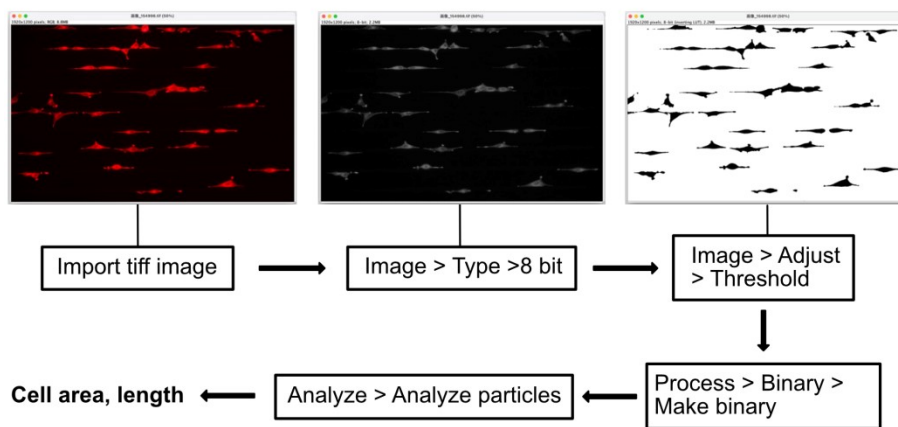 Import tiff image
Image > Type >8 bit
Image > Adjust
> Threshold
Process > Binary >
Make binary
Analyze > Analyze particles
Cell area, length